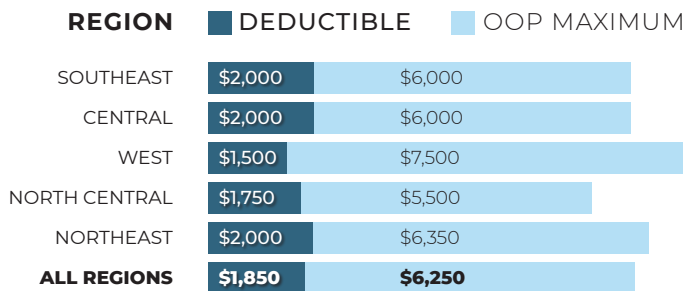 REGION DEDUCTIBLE OOP MAXIMUM
SOUTHEAST $2,000 $6,000
CENTRAL $2,000 $6,000
WEST $1,500 $7,500
NORTH CENTRAL $1,750 $5,500
NORTHEAST $2,000 $6,350
ALL REGIONS $1,850 $6,250